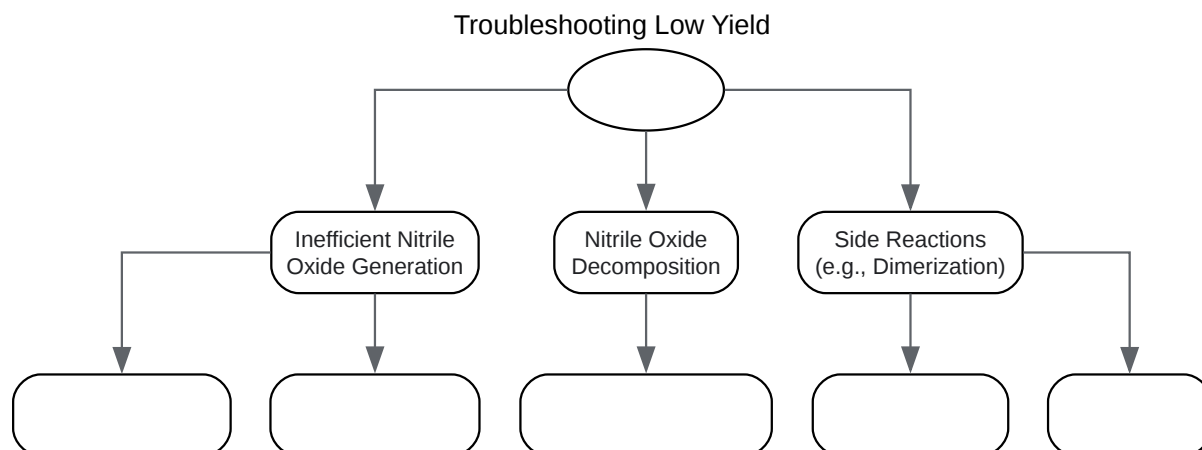 Troubleshooting Low Yield
Inefficient Nitrile
Oxide Generation
Nitrile Oxide
Decomposition
Side Reactions
(e.g., Dimerization)